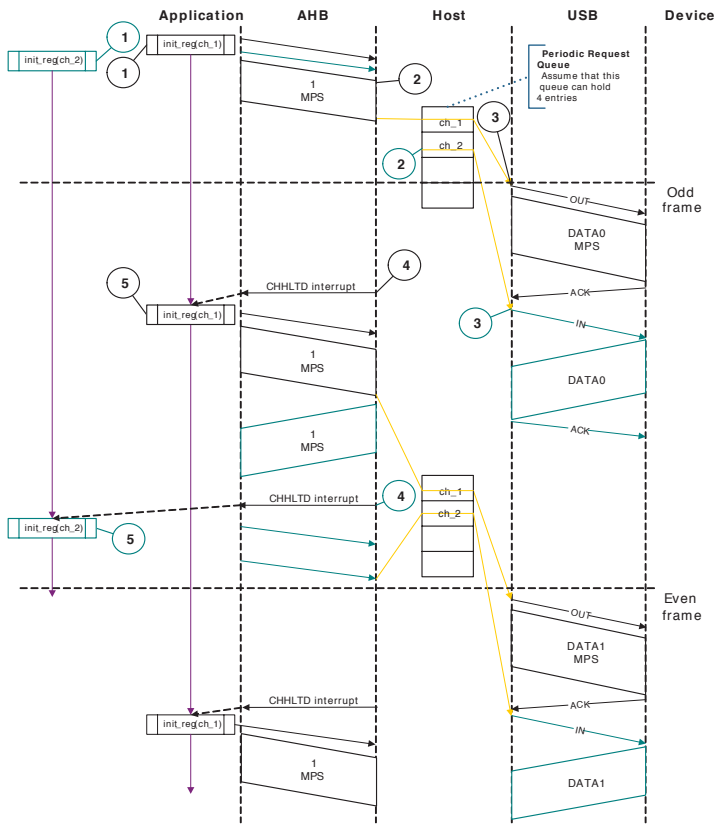 Application AHB Host USB Device
1
init_reg(ch_1)
init_reg(ch_2)
1
Periodic Request
Queue
Assume that this
queue can hold
4 entries
2
1
MPS
ch_1
3
ch_2
2
Odd
frame
OUT
DATA0
MPS
4
5
CHHLTD interrupt
ACK
init_reg(ch_1)
3
IN
1
MPS
DATA0
ACK
1
MPS
ch_1
4
CHHLTD interrupt
ch_2
init_reg(ch_2)
5
Even
frame
OUT
DATA1
MPS
CHHLTD interrupt
ACK
init_reg(ch_1)
IN
1
MPS
DATA1